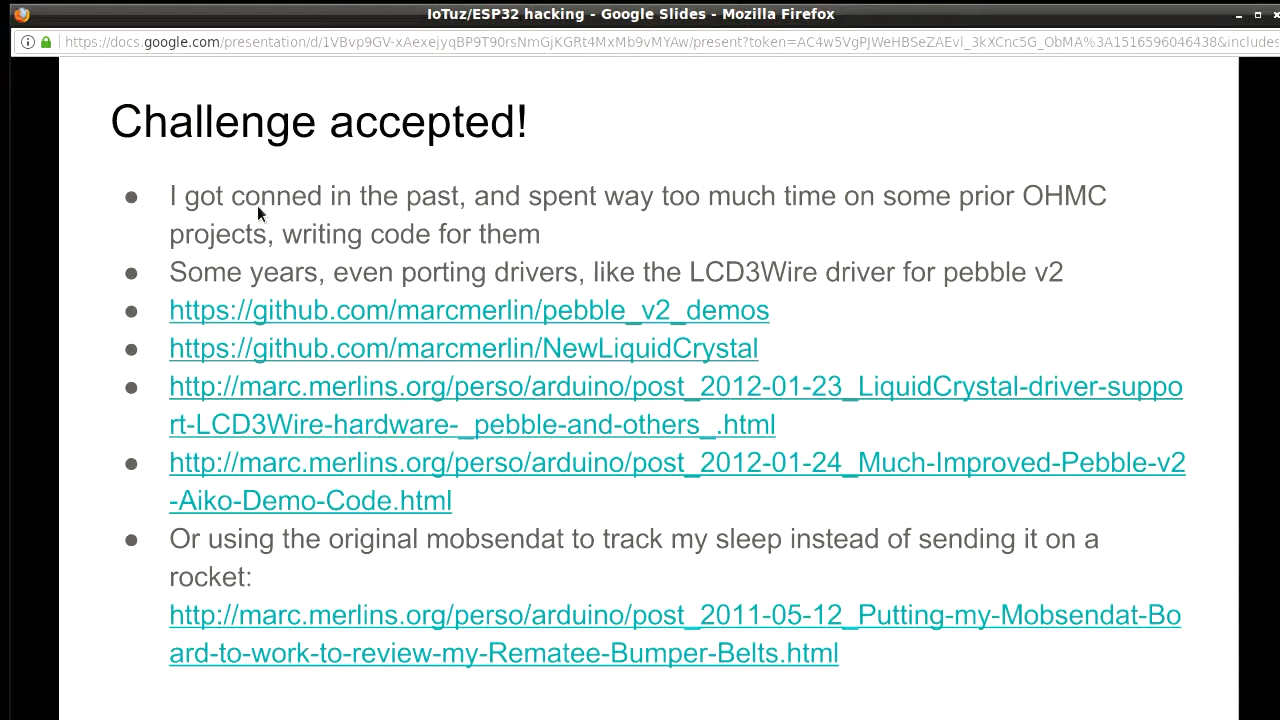 IoTuz/ESP32 hacking - Google Slides - Mozilla Firefox
https://docs.google.com/presentation/d/1VBvp9GV-xAexejyqBP9T90rsNmGjKGRt4MxMb9vMYAw/present?token=AC4w5VgPJWeHBSeZAEvl_3kXCnc5G_ObMA%3A1516596046438&includes
Challenge accepted!
● I got conned in the past, and spent way too much time on some prior OHMC
projects, writing code for them
● Some years, even porting drivers, like the LCD3Wire driver for pebble v2
● https://github.com/marcmerlin/pebble_v2_demos
● https://github.com/marcmerlin/NewLiquidCrystal
● http://marc.merlins.org/perso/arduino/post_2012-01-23_LiquidCrystal-driver-suppo
rt-LCD3Wire-hardware-_pebble-and-others_.html
● http://marc.merlins.org/perso/arduino/post_2012-01-24_Much-Improved-Pebble-v2
-Aiko-Demo-Code.html
● Or using the original mobsendat to track my sleep instead of sending it on a
rocket:
http://marc.merlins.org/perso/arduino/post_2011-05-12_Putting-my-Mobsendat-Bo
ard-to-work-to-review-my-Rematee-Bumper-Belts.html